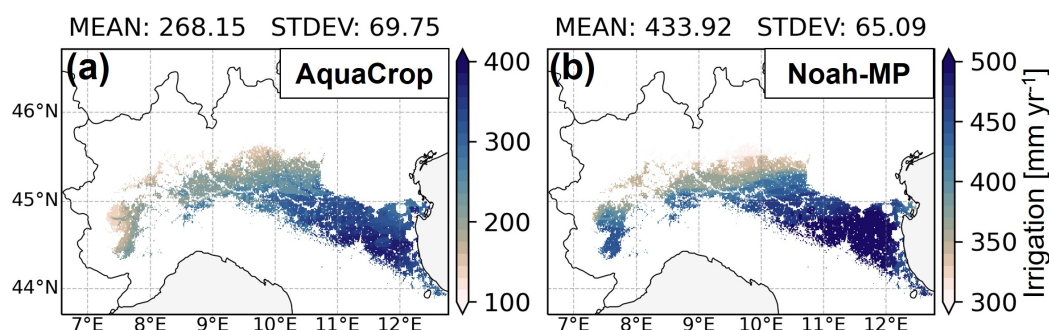 MEAN: 268.15 STDEV: 69.75
MEAN: 433.92 STDEV: 65.09
(a)
AquaCrop
(b)
Noah-MP
46°N
45°N
44°N
400
300
200
100
500
450
400
350
300
Irrigation [mm yr⁻¹]
7°E 8°E 9°E 10°E 11°E 12°E
7°E 8°E 9°E 10°E 11°E 12°E